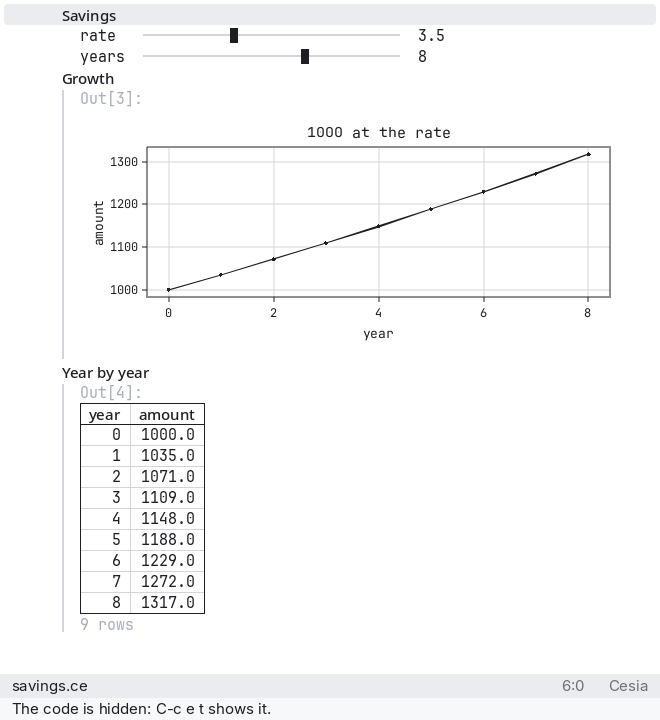 Savings
rate 3.5
years 8
Growth
Out[3]:
1000 at the rate
1300
1200
1100
1000
amount
0 2 4 6 8
year
Year by year
Out[4]:
year amount
0 1000.0
1 1035.0
2 1071.0
3 1109.0
4 1148.0
5 1188.0
6 1229.0
7 1272.0
8 1317.0
9 rows
savings.ce 6:0 Cesia
The code is hidden: C-c e t shows it.